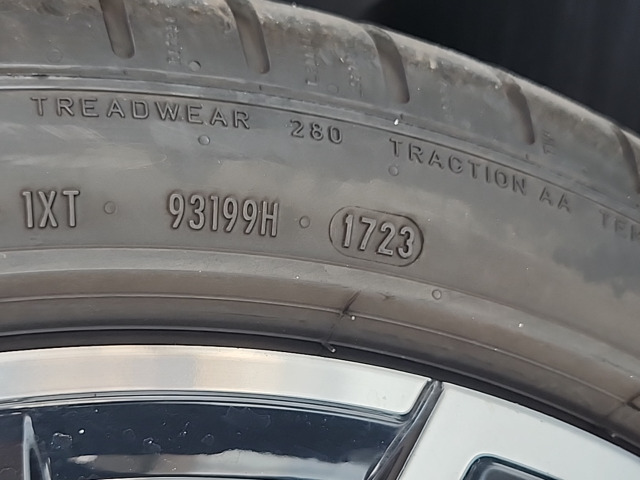 TREADWEAR 280 TRACTION AA
1XT · 93199H · 1723